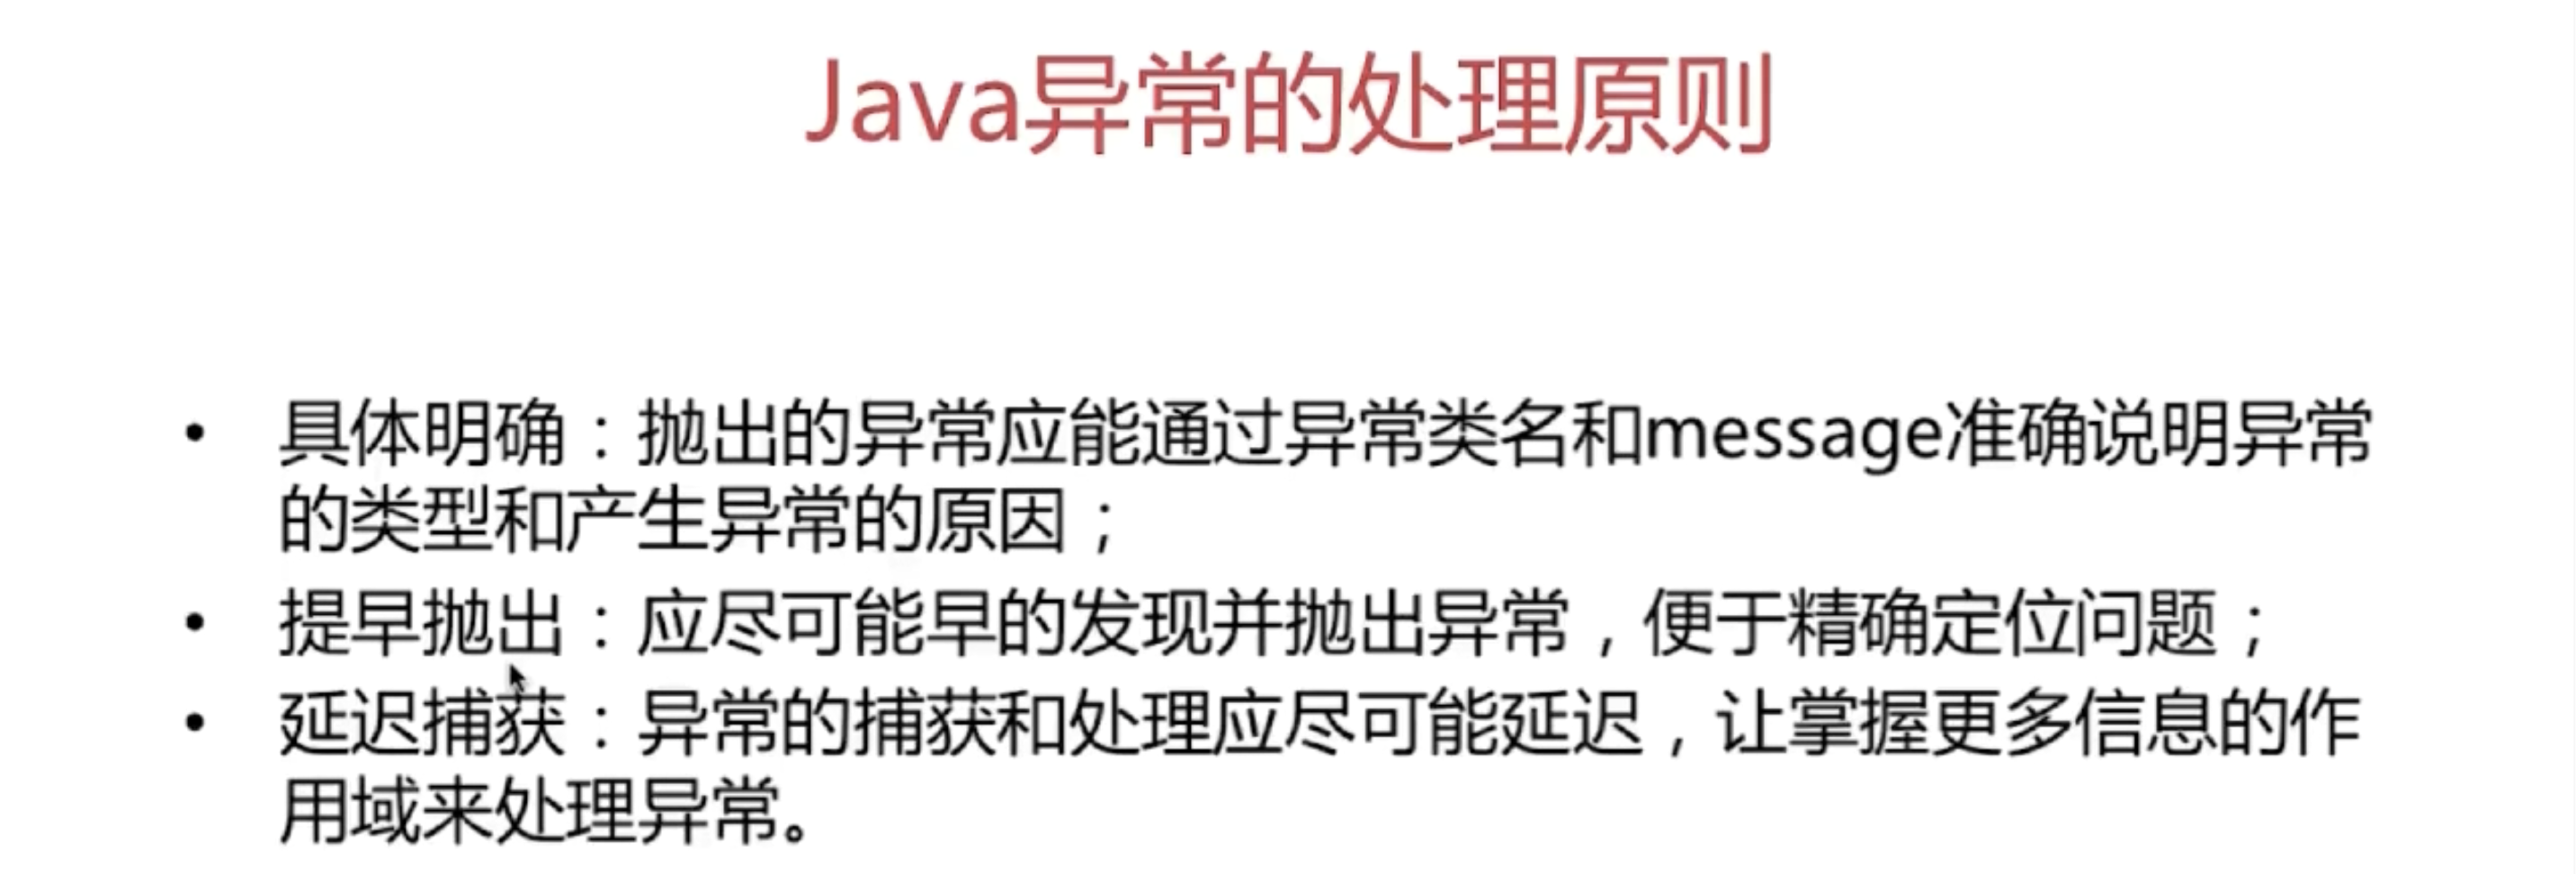 Java异常的处理原则
• 具体明确：抛出的异常应能通过异常类名和message准确说明异常
的类型和产生异常的原因；
• 提早抛出：应尽可能早的发现并抛出异常，便于精确定位问题；
• 延迟捕获：异常的捕获和处理应尽可能延迟，让掌握更多信息的作
用域来处理异常。